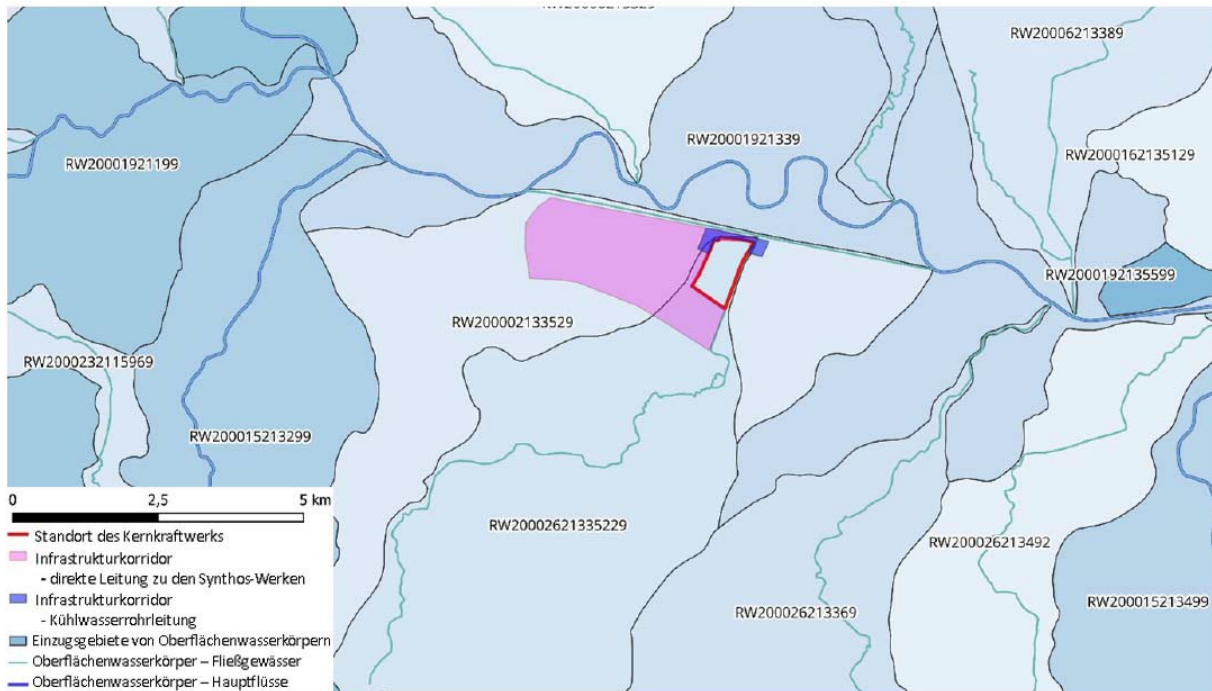 RW20006213389
RW20001921339
RW20001921199
RW2000162135129
RW2000192135599
RW200002133529
RW2000232115969
RW200015213299
RW20002621335229
RW200026213492
RW200026213369
RW200015213499
0 2,5 5 km
Standort des Kernkraftwerks
Infrastrukturkorridor
- direkte Leitung zu den Synthos-Werken
Infrastrukturkorridor
- Kühlwasserrohrleitung
Einzugsgebiete von Oberflächenwasserkörpern
Oberflächenwasserkörper – Fließgewässer
Oberflächenwasserkörper – Hauptflüsse